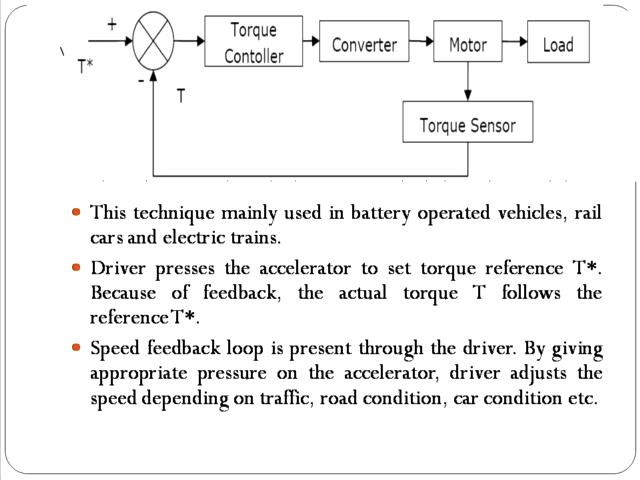 +
Torque
Contoller
Converter
Motor
Load
T*
-
T
Torque Sensor
This technique mainly used in battery operated vehicles, rail
cars and electric trains.
Driver presses the accelerator to set torque reference T*.
Because of feedback, the actual torque T follows the
reference T*.
Speed feedback loop is present through the driver. By giving
appropriate pressure on the accelerator, driver adjusts the
speed depending on traffic, road condition, car condition etc.